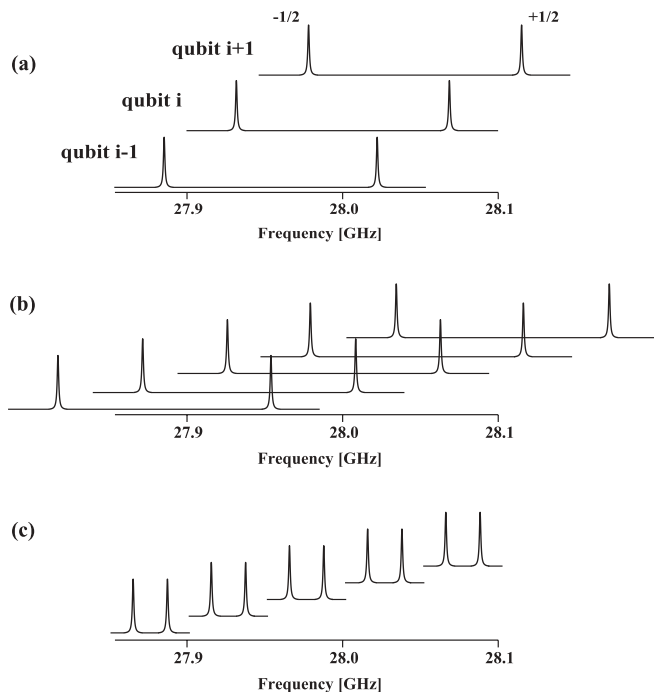 -1/2 +1/2
qubit i+1
(a)
qubit i
qubit i-1
27.9 28.0 28.1
Frequency [GHz]
(b)
27.9 28.0 28.1
Frequency [GHz]
(c)
27.9 28.0 28.1
Frequency [GHz]